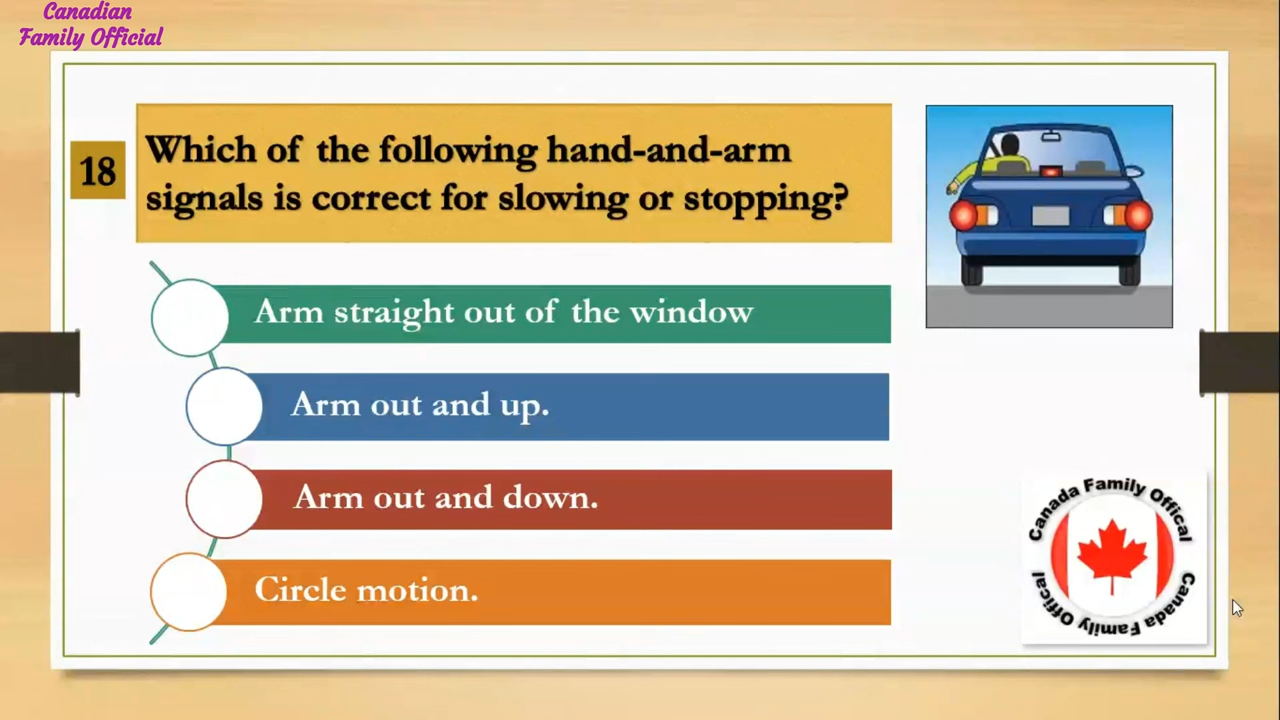 Canadian
Family Official
18
Which of the following hand-and-arm
signals is correct for slowing or stopping?
Arm straight out of the window
Arm out and up.
Arm out and down.
Circle motion.
Canada Family Offical
Canada Family Offical